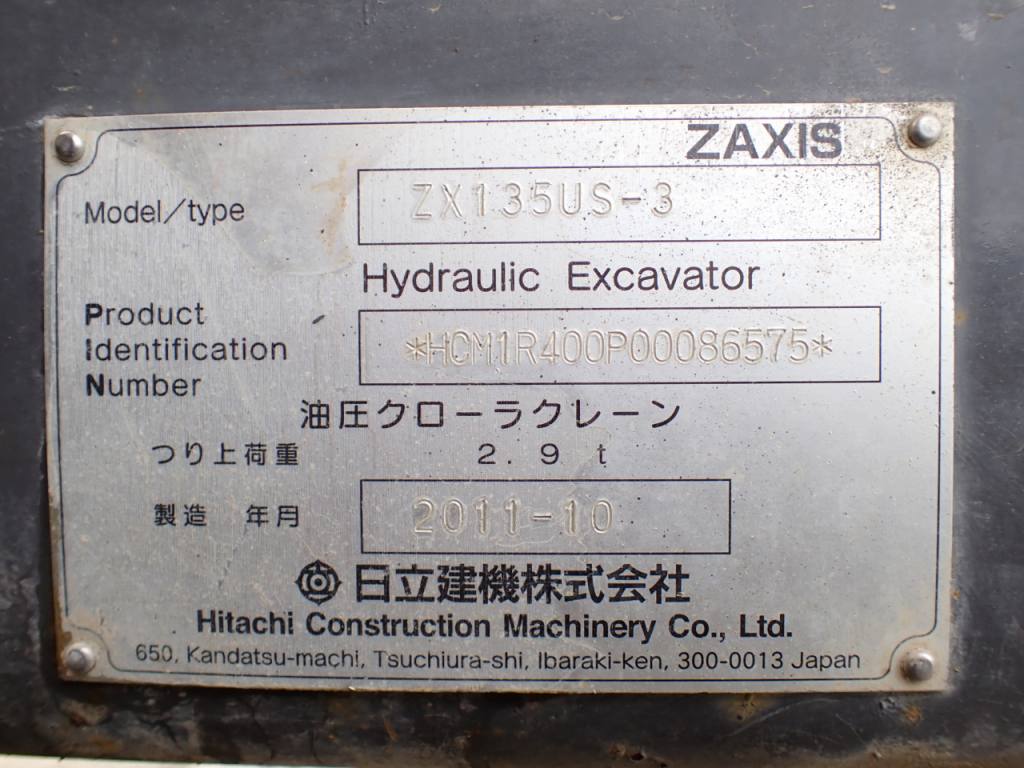 ZAXIS
Model/type ZX135US-3
Hydraulic Excavator
Product
Identification *HCM1R400P00086575*
Number
油圧クローラクレーン
つり上荷重 2.9 t
製造 年月 2011-10
日立建機株式会社
Hitachi Construction Machinery Co., Ltd.
650, Kandatsu-machi, Tsuchiura-shi, Ibaraki-ken, 300-0013 Japan